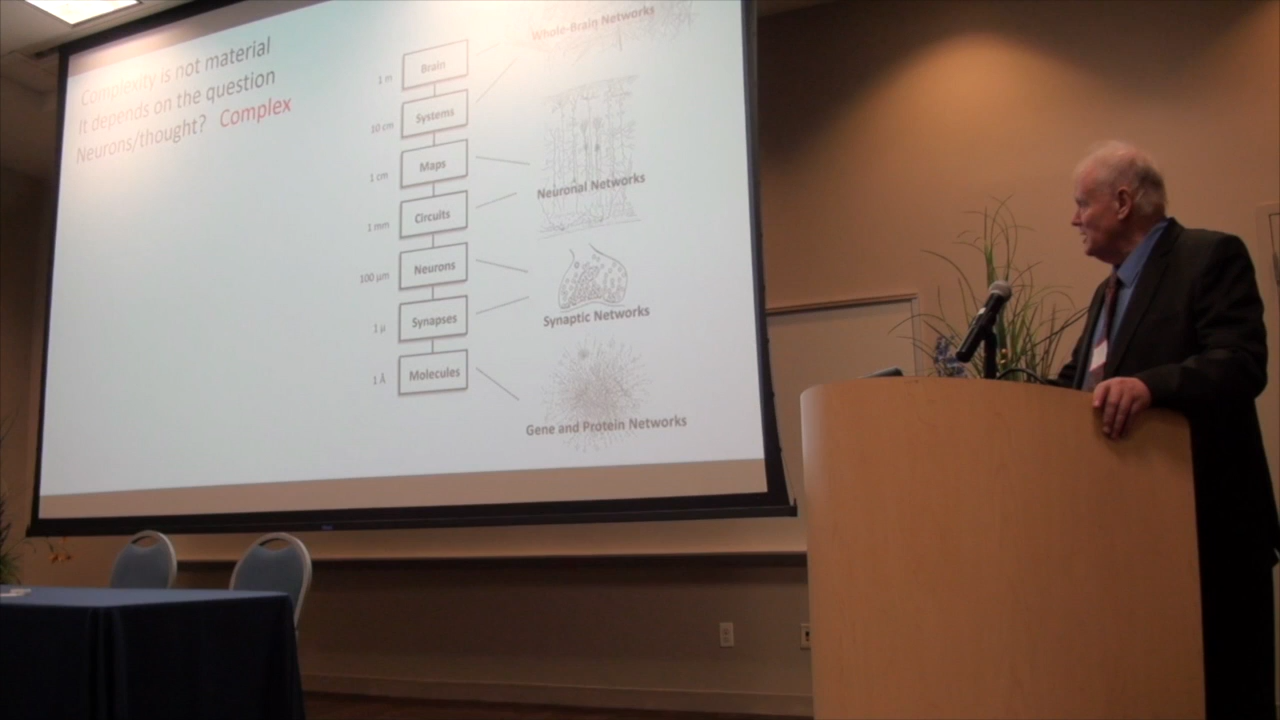 Complexity is not material
It depends on the question
Neurons/thought? Complex
1 m
Brain
10 cm
Systems
1 cm
Maps
1 mm
Circuits
100 µm
Neurons
1 µ
Synapses
1 Å
Molecules
Whole-Brain Networks
Neuronal Networks
Synaptic Networks
Gene and Protein Networks